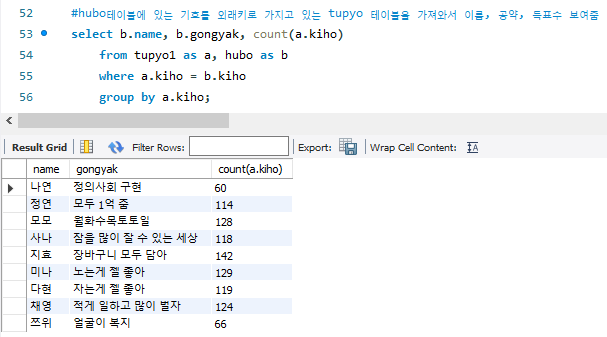 52 #hubo테이블에 있는 기호를 외래키로 가지고 있는 tupyo 테이블을 가져와서 이름, 공약, 득표수 보여줌
53 select b.name, b.gongyak, count(a.kiho)
54 from tupyo1 as a, hubo as b
55 where a.kiho = b.kiho
56 group by a.kiho;
Result Grid Filter Rows: Export: Wrap Cell Content: IA
name gongyak count(a.kiho)
나연 정의사회 구현 60
정연 모두 1억 줌 114
모모 월화수목토토일 128
사나 잠을 많이 잘 수 있는 세상 118
지효 장바구니 모두 담아 142
미나 노는게 젤 좋아 129
다현 자는게 젤 좋아 119
채영 적게 일하고 많이 벌자 124
쯔위 얼굴이 복지 66